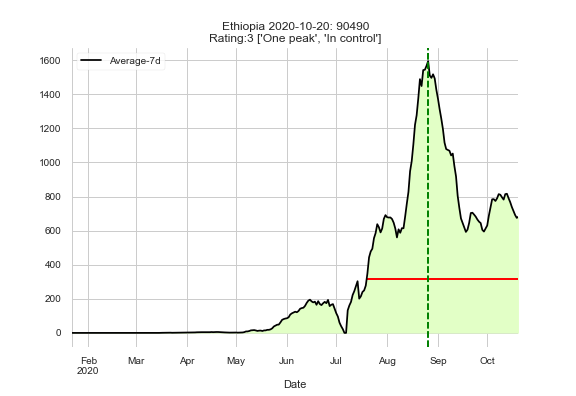 Ethiopia 2020-10-20: 90490
Rating:3 ['One peak', 'In control']
Average-7d
1600
1400
1200
1000
800
600
400
200
0
Feb Mar Apr May Jun Jul Aug Sep Oct
2020
Date